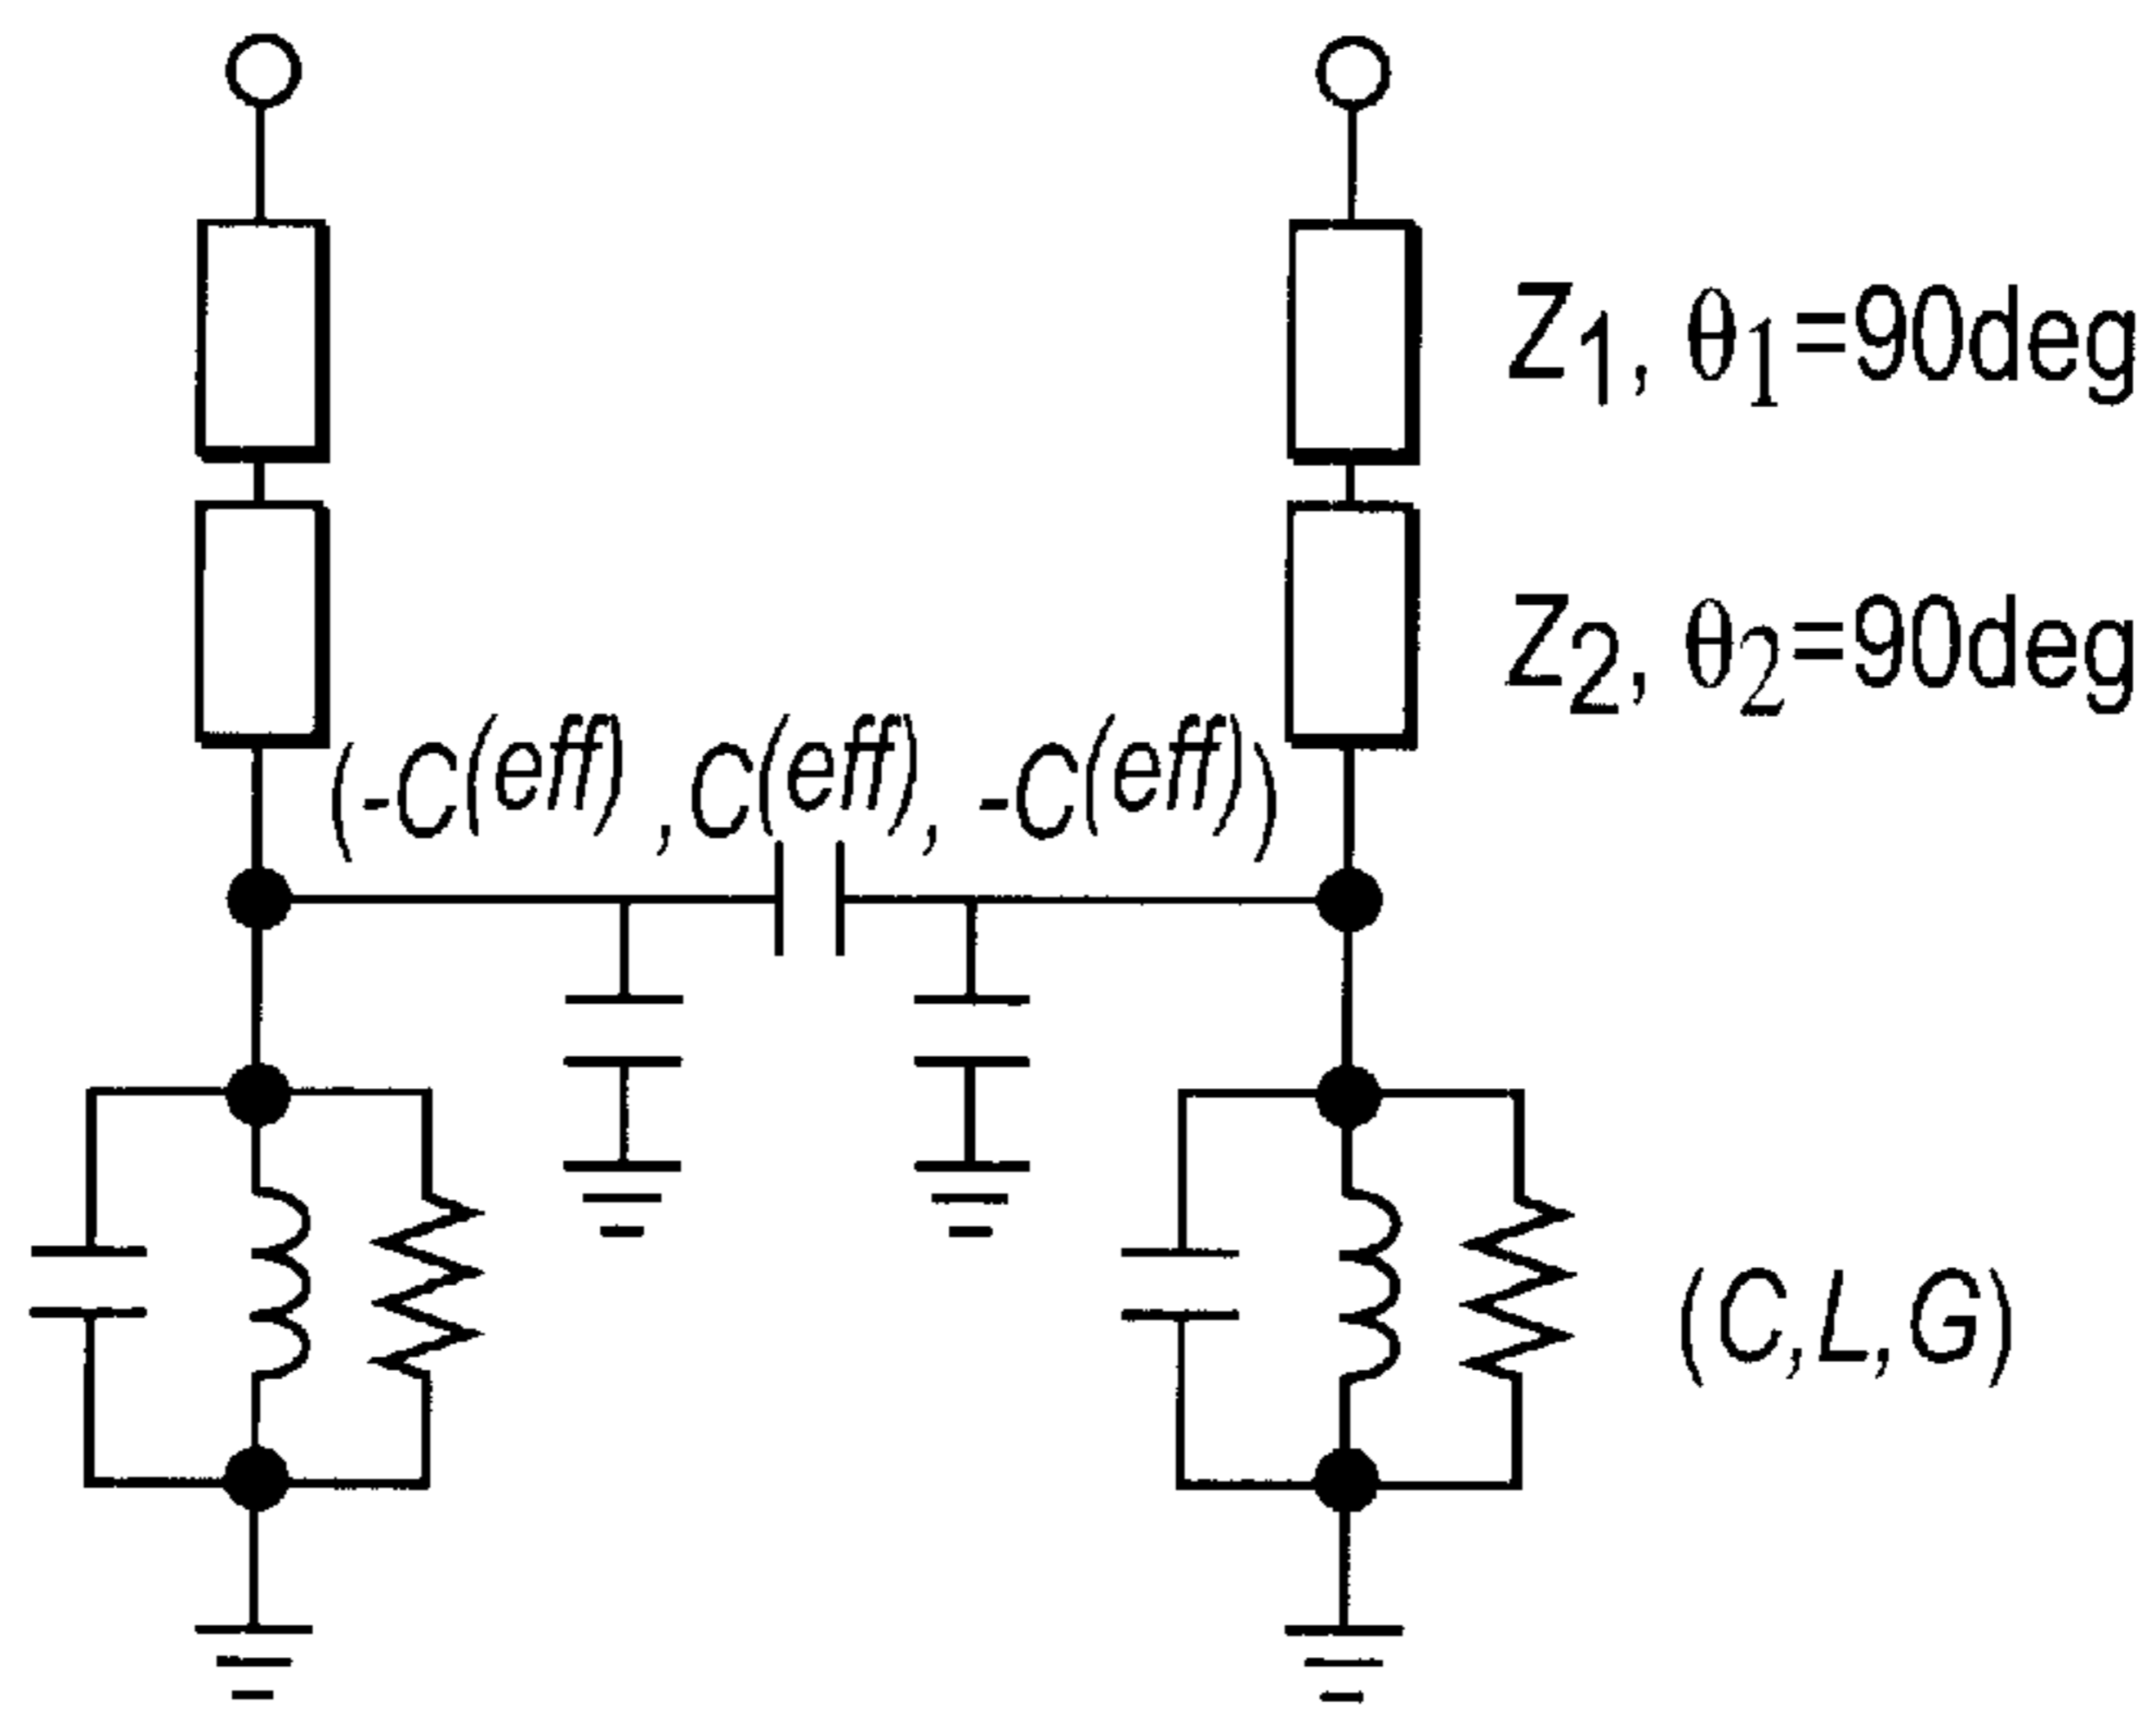 Z1, θ1=90deg
Z2, θ2=90deg
(-C(eff), C(eff), -C(eff))
(C,L,G)